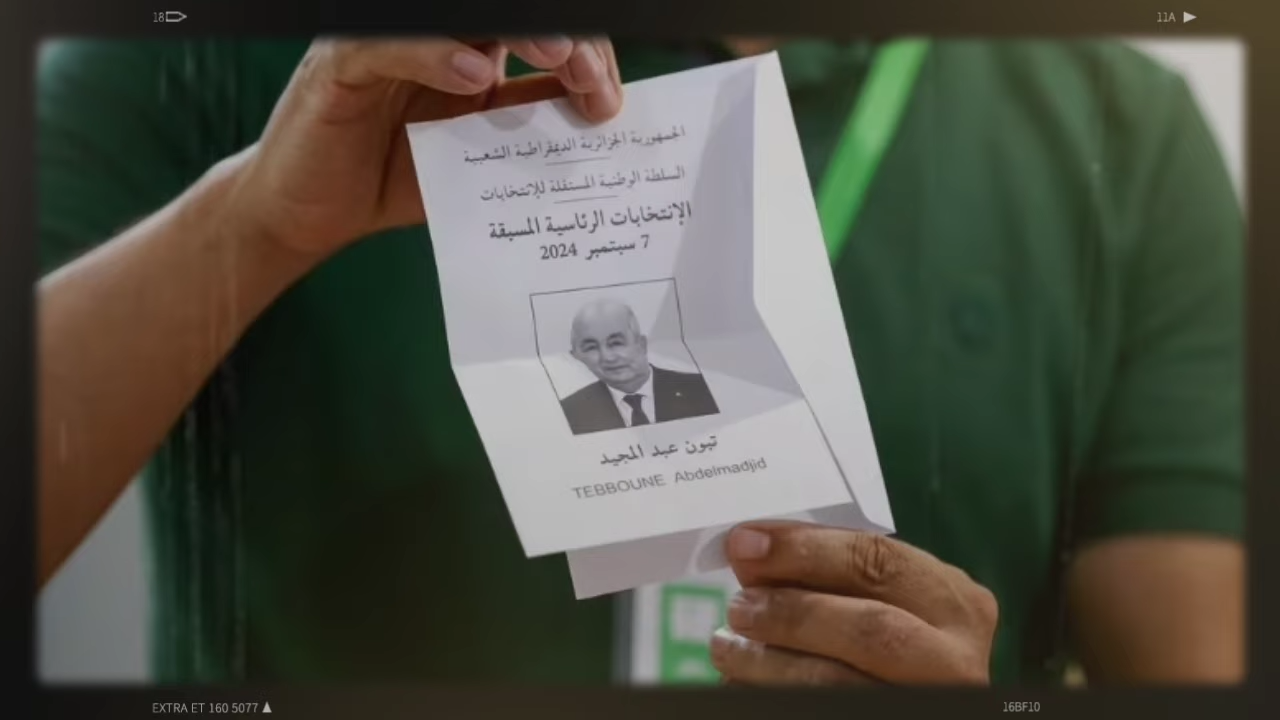 18
11A
الجمهورية الجزائرية الديمقراطية الشعبية
السلطة الوطنية المستقلة للإنتخابات
الإنتخابات الرئاسية المسبقة
7 سبتمبر 2024
تبون عبد المجيد
TEBBOUNE Abdelmadjid
EXTRA ET 160 5077
16BF10